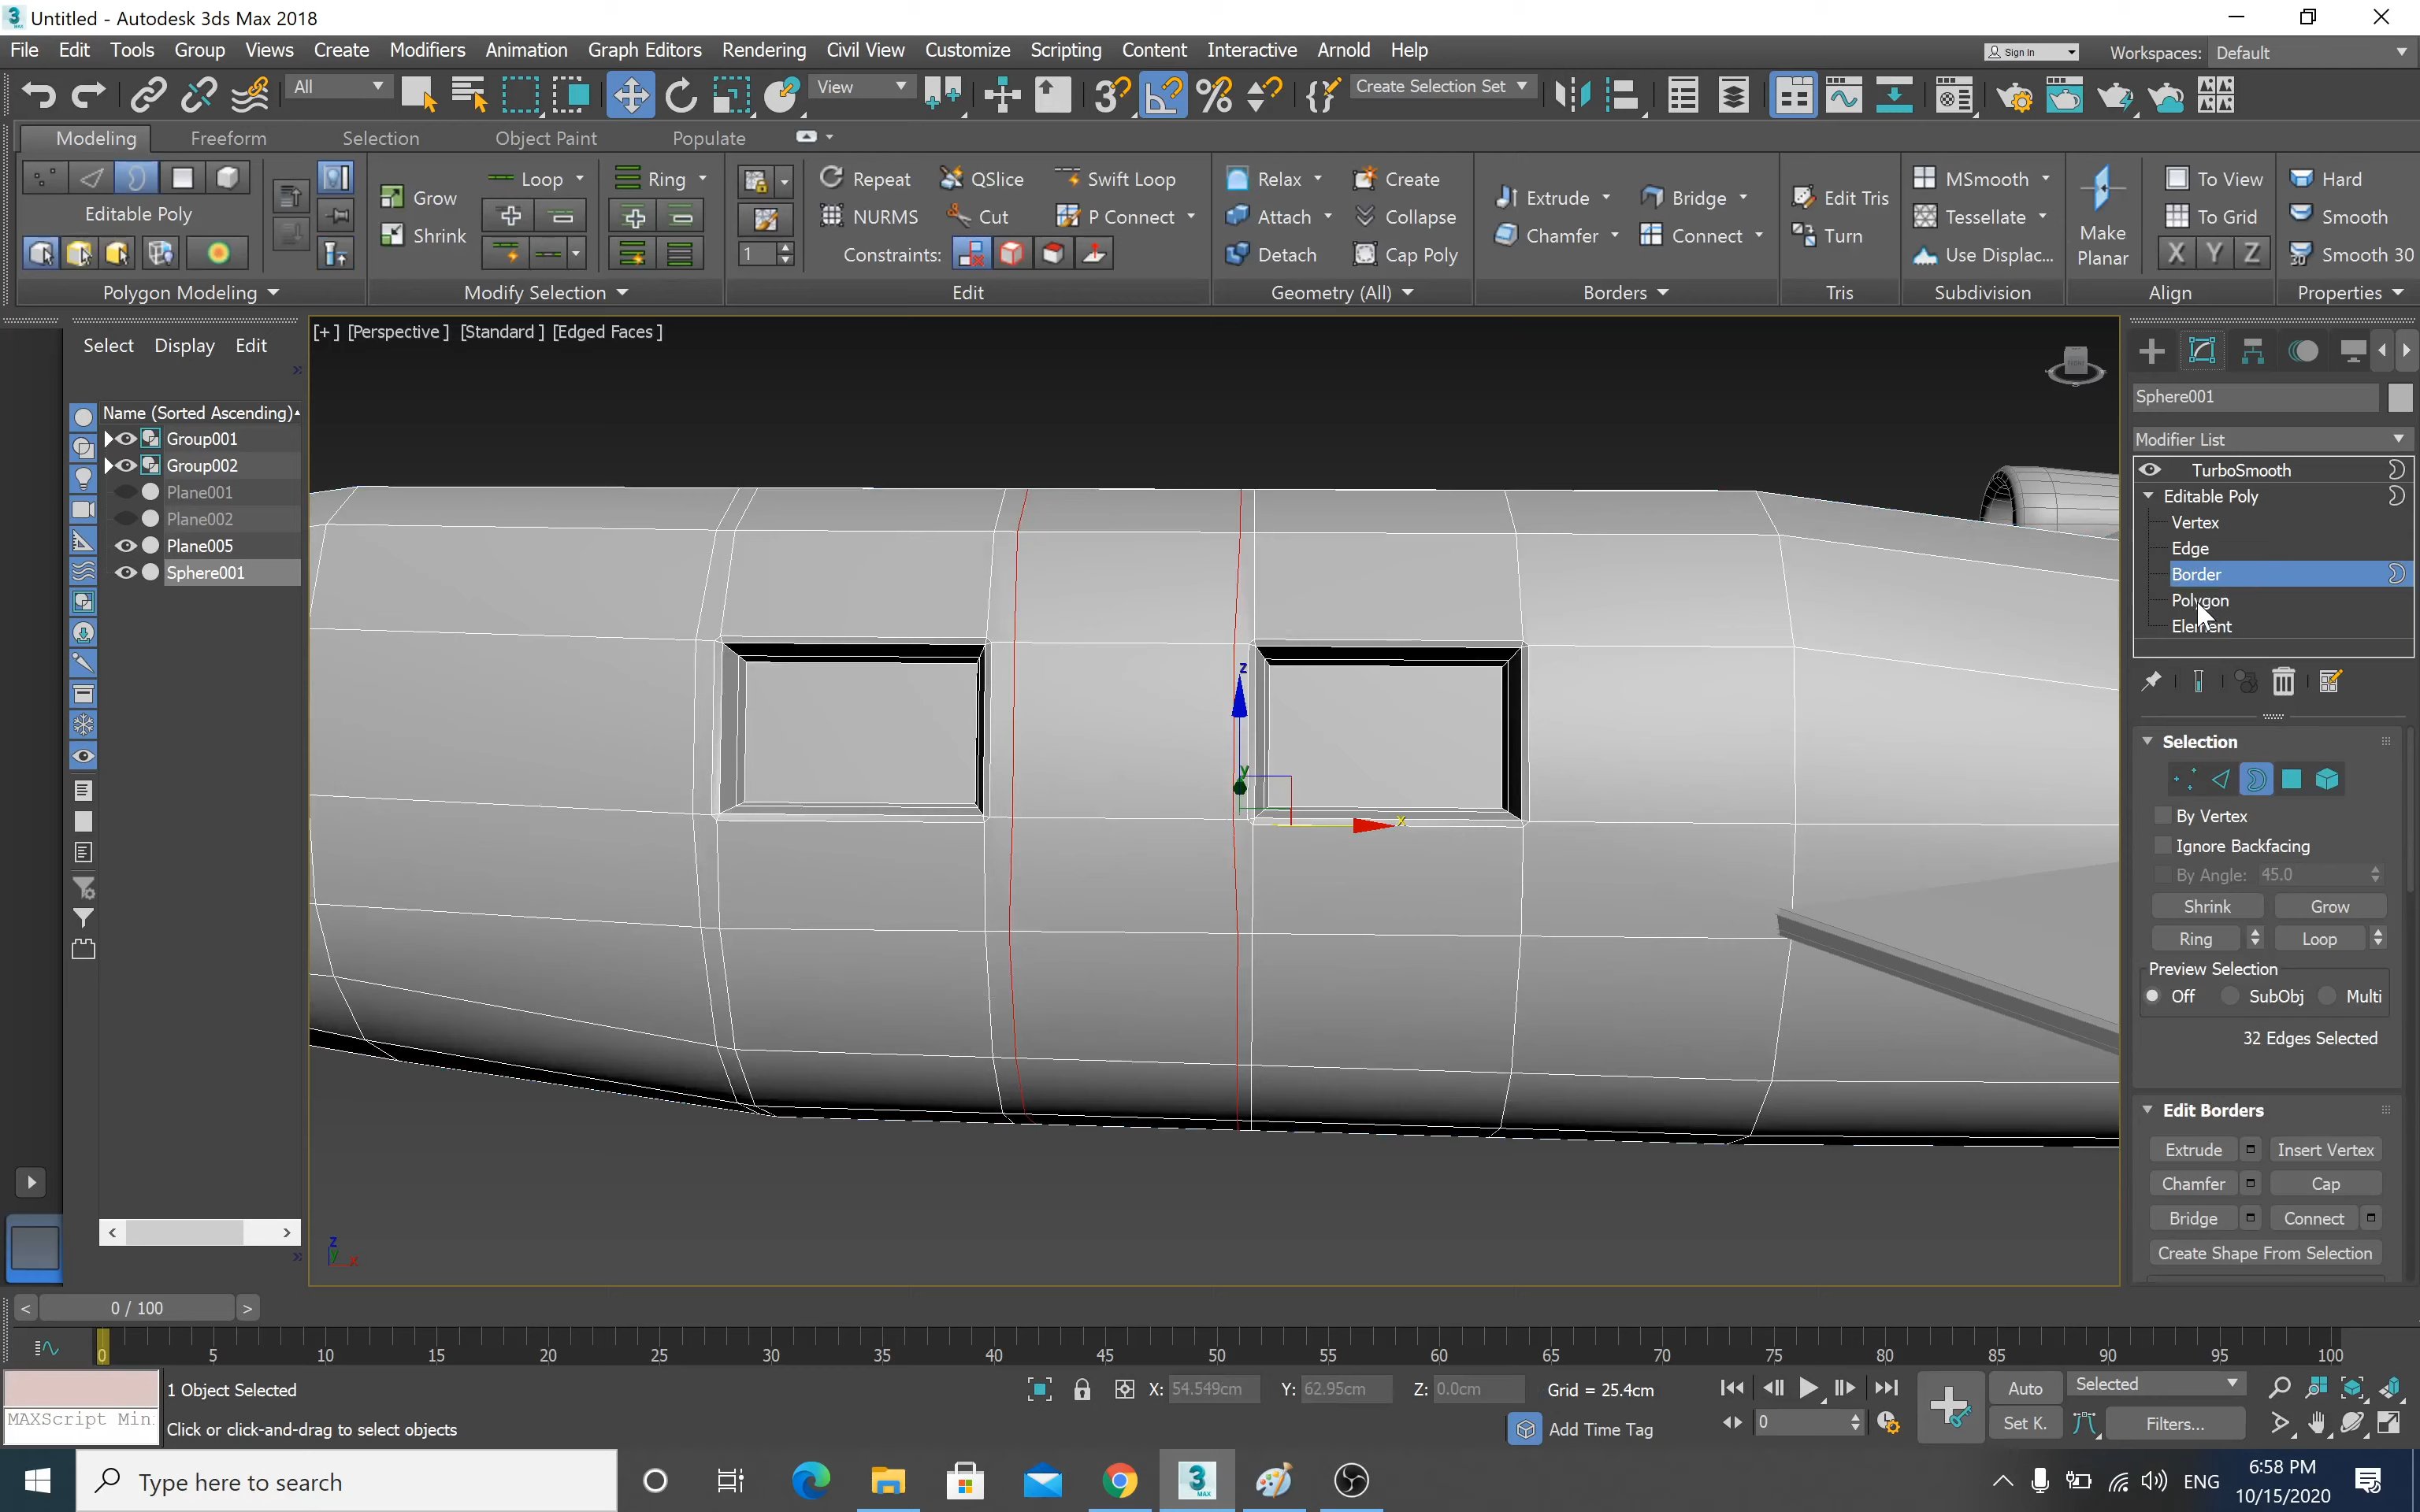 Untitled - Autodesk 3ds Max 2018
File Edit Tools Group Views Create Modifiers Animation Graph Editors Rendering Civil View Customize Scripting Content Interactive Arnold Help
Sign In Workspaces: Default
All View Create Selection Set
Modeling Freeform Selection Object Paint Populate
Loop Ring Repeat QSlice Swift Loop Relax Create MSmooth To View Hard
Grow Extrude Bridge Edit Tris
Editable Poly NURMS Cut P Connect Attach Collapse Tessellate To Grid Smooth
Shrink Chamfer Connect Turn Make
1 Constraints: Detach Cap Poly Use Displac... Planar X Y Z Smooth 30
Polygon Modeling Modify Selection Edit Geometry (All) Borders Tris Subdivision Align Properties
Select Display Edit
[+] [Perspective] [Standard] [Edged Faces]
Name (Sorted Ascending)
Group001
Group002
Plane001
Plane002
Plane005
Sphere001
z
y
x
z
y
x
Sphere001
Modifier List
TurboSmooth
Editable Poly
Vertex
Edge
Border
Polygon
Element
Selection
By Vertex
Ignore Backfacing
By Angle: 45.0
Shrink Grow
Ring Loop
Preview Selection
Off SubObj Multi
32 Edges Selected
Edit Borders
Extrude Insert Vertex
Chamfer Cap
Bridge Connect
Create Shape From Selection
< 0 / 100 >
0 5 10 15 20 25 30 35 40 45 50 55 60 65 70 75 80 85 90 95 100
1 Object Selected X: 54.549cm Y: 62.95cm Z: 0.0cm Grid = 25.4cm Auto Selected
MAXScript Min
Click or click-and-drag to select objects Add Time Tag 0 Set K. Filters...
Type here to search
ENG
6:58 PM
10/15/2020